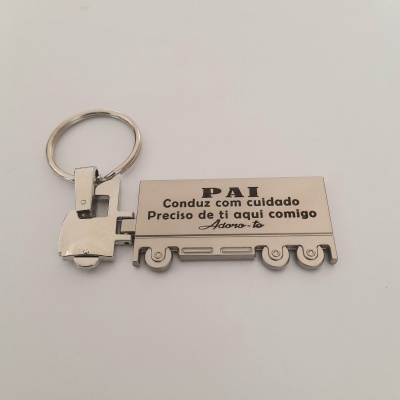 PAI
Conduz com cuidado
Preciso de ti aqui comigo
Adoro-te